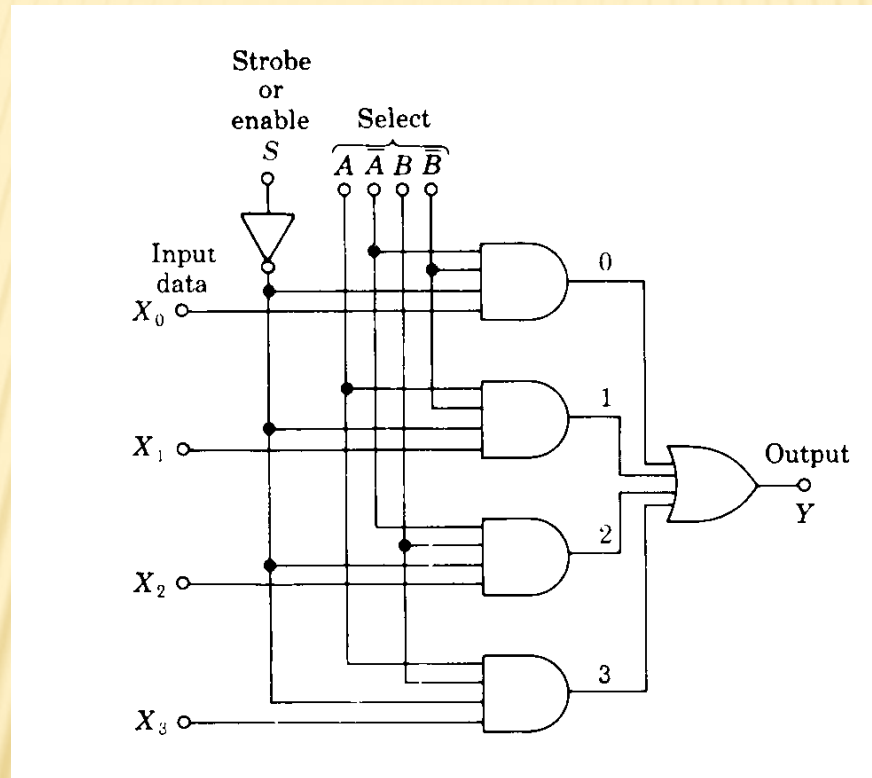 Strobe
or
enable
S
Select
A A̅ B B̅
Input
data
X₀
0
X₁
1
Output
Y
X₂
2
X₃
3